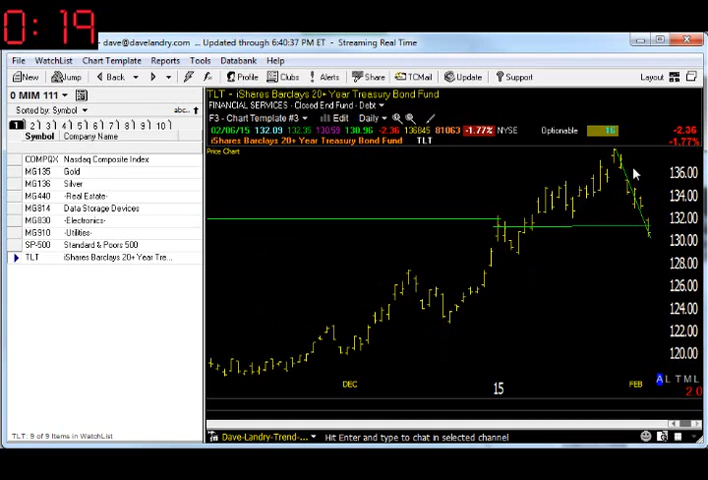 0:19
dave@davelandry.com ... Updated through 6:40:37 PM ET - Streaming Real Time
File WatchList Chart Template Tools Tabs Databank Help
New Jump Back Profile Clubs Alerts Share TCMail Update Support Layout
0 MIM 111
Sorted by: Symbol abc..
1 2 3 4 5 6 7 8 9 10
Symbol Company Name
COMPQX Nasdaq Composite Index
MG135 Gold
MG136 Silver
MG440 -Real Estate-
MG814 Data Storage Devices
MG830 -Electronics-
MG910 -Utilities-
SP-500 Standard & Poors 500
TLT iShares Barclays 20+ Year Tre...
TLT: 9 of 9 Items in WatchList
TLT - iShares Barclays 20+ Year Treasury Bond Fund
FINANCIAL SERVICES - Closed End Fund - Debt
F3 - Chart Template #3 Edit Daily
02/06/15 132.09 132.35 130.59 130.96 -2.36 136845 81063 -1.77% NYSE Optionable 16 -2.36
iShares Barclays 20+ Year Treasury Bond Fund TLT -1.77%
Price Chart
136.00
134.00
132.00
130.00
128.00
126.00
124.00
122.00
120.00
DEC 15 FEB
A L T M L
2 0
Dave-Landry-Trend-... Hit Enter and type to chat in selected channel